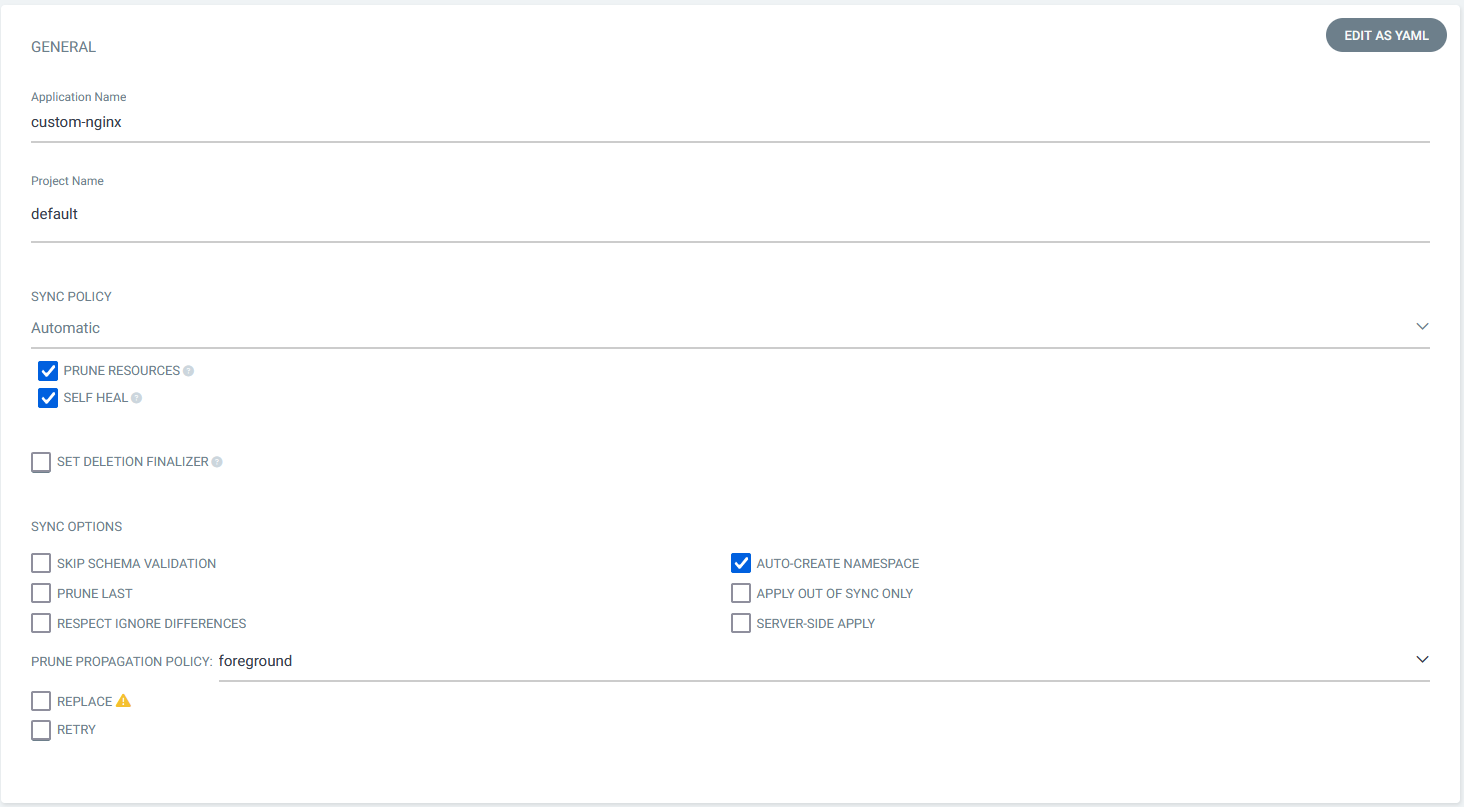 GENERAL
EDIT AS YAML
Application Name
custom-nginx
Project Name
default
SYNC POLICY
Automatic
PRUNE RESOURCES ?
SELF HEAL ?
SET DELETION FINALIZER ?
SYNC OPTIONS
SKIP SCHEMA VALIDATION
AUTO-CREATE NAMESPACE
PRUNE LAST
APPLY OUT OF SYNC ONLY
RESPECT IGNORE DIFFERENCES
SERVER-SIDE APPLY
PRUNE PROPAGATION POLICY: foreground
REPLACE
RETRY